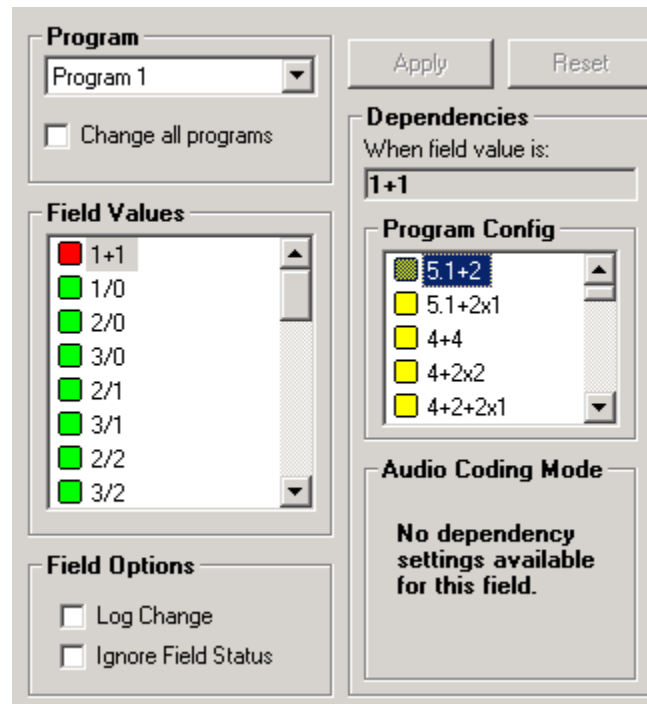 Program
Program 1
Change all programs
Field Values
1+1
1/0
2/0
3/0
2/1
3/1
2/2
3/2
Field Options
Log Change
Ignore Field Status
Apply
Reset
Dependencies
When field value is:
1+1
Program Config
5.1+2
5.1+2x1
4+4
4+2x2
4+2+2x1
Audio Coding Mode
No dependency
settings available
for this field.